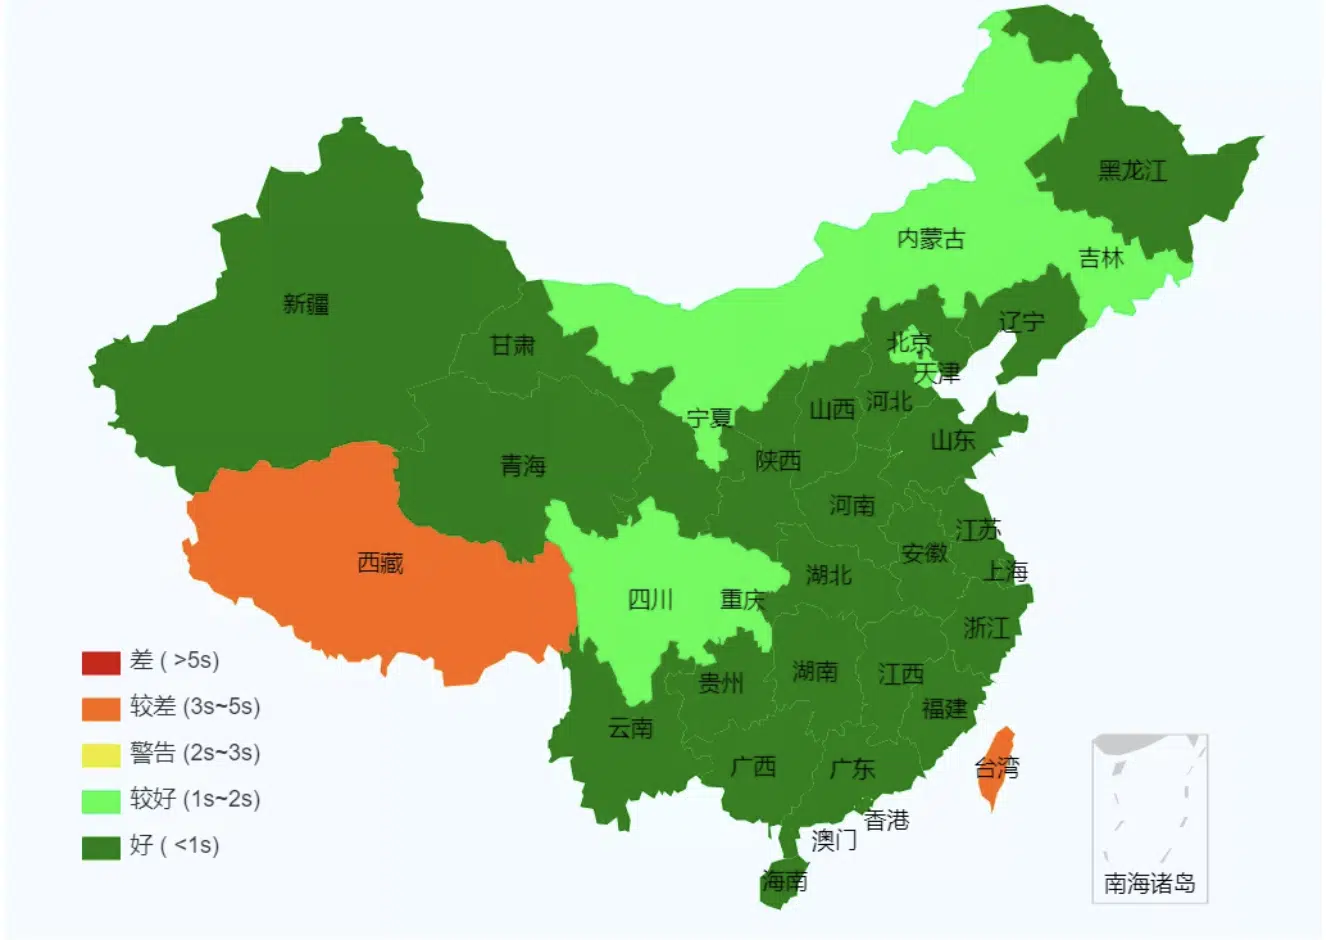 黑龙江
内蒙古
吉林
新疆
辽宁
甘肃
北京
天津
宁夏
山西
河北
山东
陕西
青海
河南
江苏
安徽
西藏
湖北
上海
四川
重庆
浙江
湖南
江西
贵州
福建
云南
广西
广东
台湾
香港
澳门
海南
南海诸岛
差 ( >5s)
较差 (3s~5s)
警告 (2s~3s)
较好 (1s~2s)
好 ( <1s)